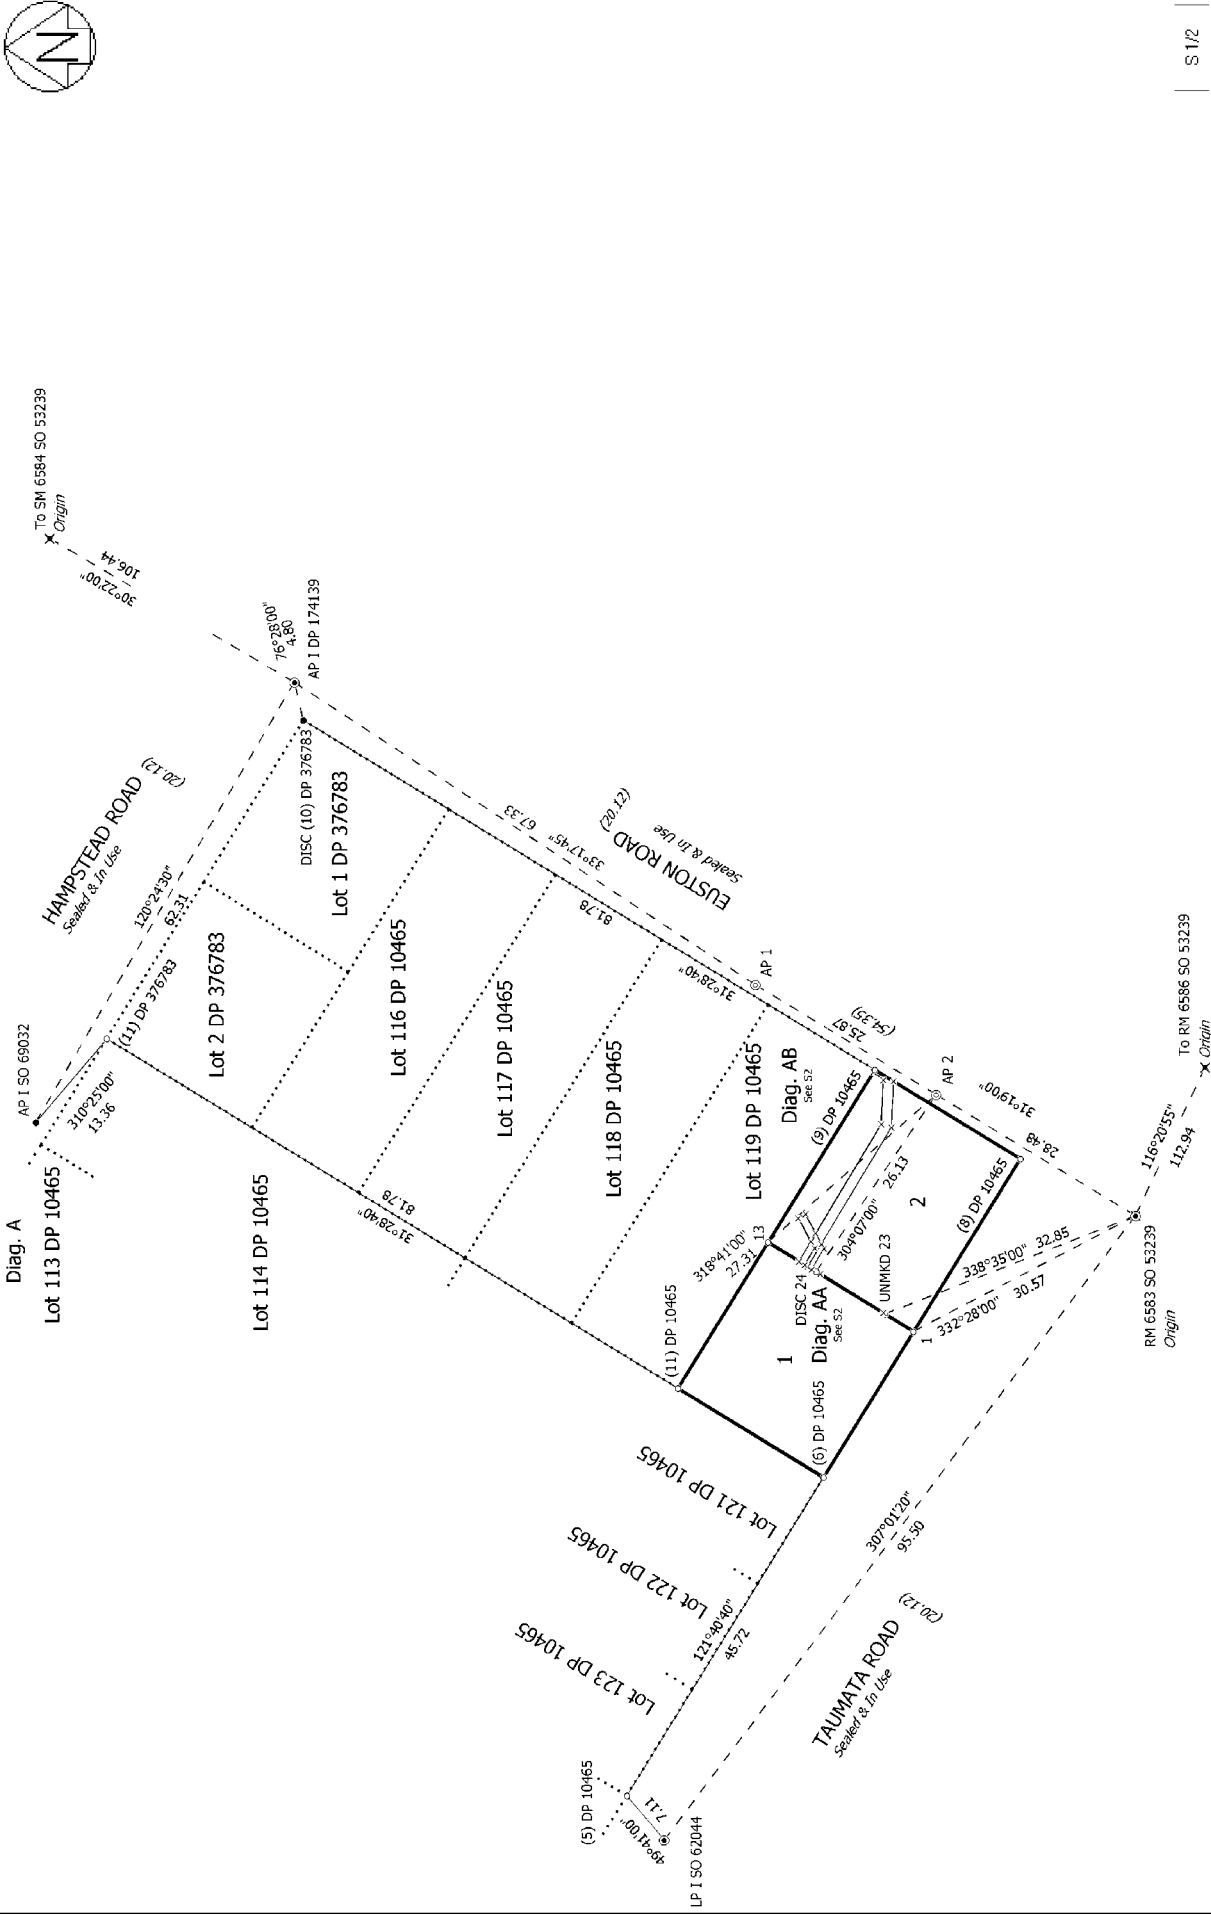 N
S 1/2
To SM 6584 SO 53239
Origin
30°22'00"
106.44
76°28'00"
4.80
AP I DP 174139
HAMPSTEAD ROAD
(20.12)
Sealed & In Use
120°24'30"
62.31
DISC (10) DP 376783
Lot 1 DP 376783
AP I SO 69032
310°25'00"
13.36
(11) DP 376783
Lot 2 DP 376783
Diag. A
Lot 113 DP 10465
Lot 114 DP 10465
Lot 116 DP 10465
Lot 117 DP 10465
Lot 118 DP 10465
Lot 119 DP 10465
67.33
33°17'45"
EUSTON ROAD
(20.12)
Sealed & In Use
81.78
31°28'40"
81.78
31°28'40"
AP 1
25.87
(54.35)
AP 2
31°19'00"
28.48
Diag. AB
See S2
(9) DP 10465
(8) DP 10465
2
26.13
304°07'00"
318°41'00"
27.31
13
DISC 24
UNMKD 23
Diag. AA
See S2
1
(11) DP 10465
(6) DP 10465
1
338°35'00"
32.85
332°28'00"
30.57
To RM 6586 SO 53239
Origin
116°20'55"
112.94
RM 6583 SO 53239
Origin
Lot 121 DP 10465
Lot 122 DP 10465
Lot 123 DP 10465
121°40'40"
45.72
307°01'20"
95.50
TAUMATA ROAD
(20.12)
Sealed & In Use
(5) DP 10465
49°41'00"
7.11
LP I SO 62044